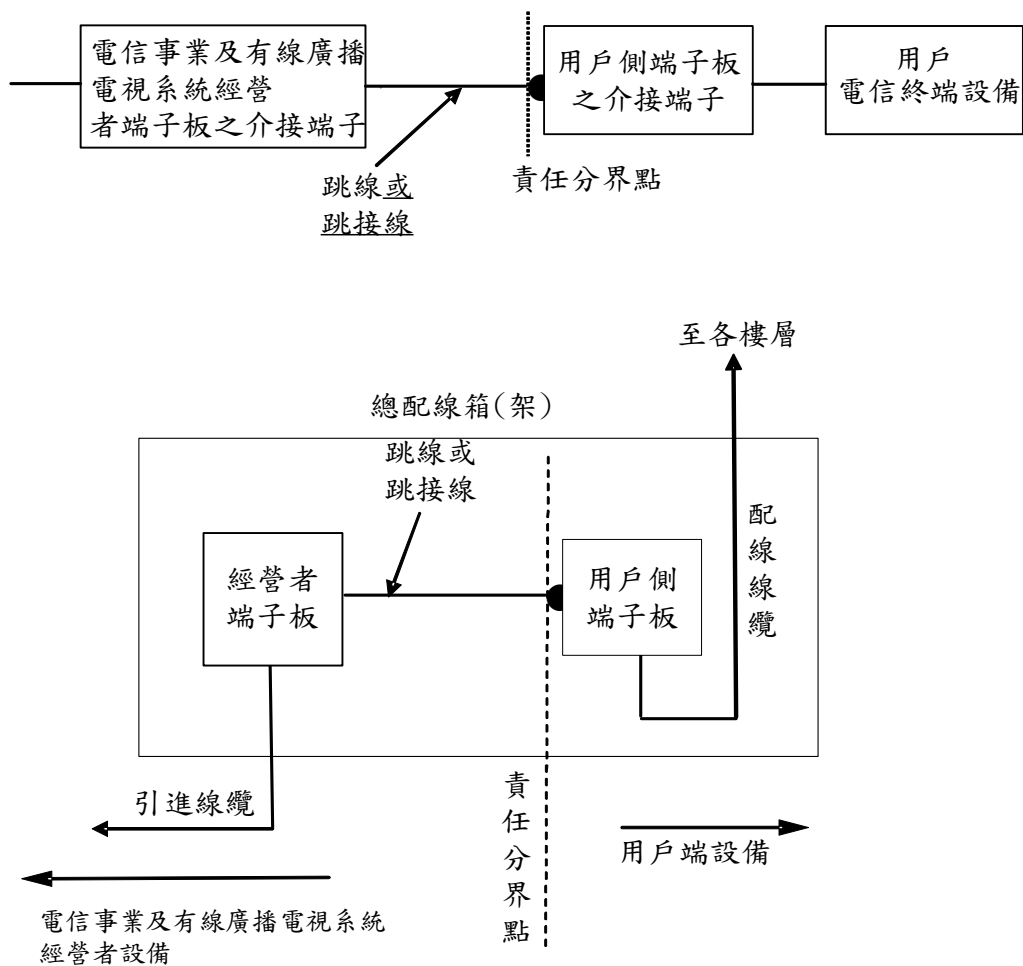 電信事業及有線廣播
電視系統經營
者端子板之介接端子
用戶側端子板
之介接端子
用戶
電信終端設備
跳線或
跳接線
責任分界點
至各樓層
總配線箱(架)
跳線或
跳接線
配線線纜
經營者
端子板
用戶側
端子板
引進線纜
責任分界點
用戶端設備
電信事業及有線廣播電視系統
經營者設備